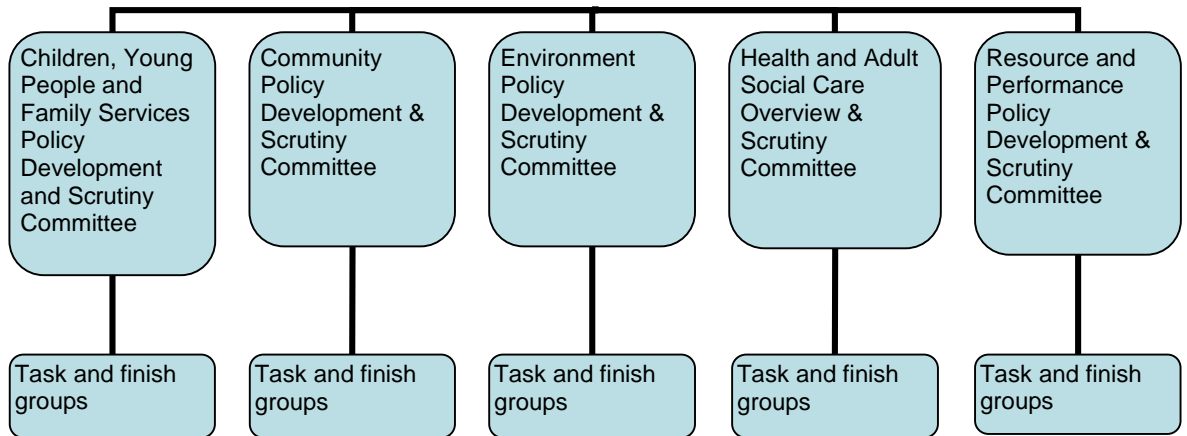 Children, Young
People and
Family Services
Policy
Development
and Scrutiny
Committee
Community
Policy
Development &
Scrutiny
Committee
Environment
Policy
Development &
Scrutiny
Committee
Health and Adult
Social Care
Overview &
Scrutiny
Committee
Resource and
Performance
Policy
Development &
Scrutiny
Committee
Task and finish
groups
Task and finish
groups
Task and finish
groups
Task and finish
groups
Task and finish
groups